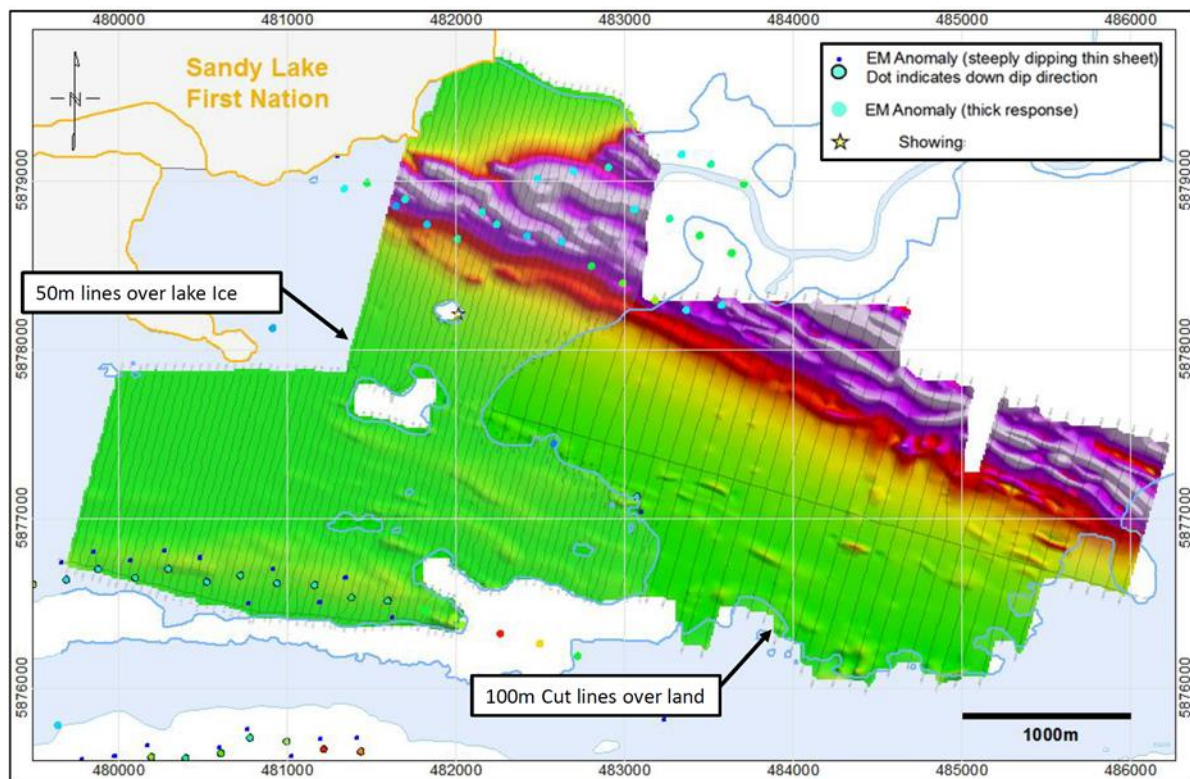 480000 481000 482000 483000 484000 485000 486000
Sandy Lake
First Nation
N
EM Anomaly (steeply dipping thin sheet)
Dot indicates down dip direction
EM Anomaly (thick response)
Showing
5879000
5879000
50m lines over lake Ice
5878000
5878000
5877000
5877000
5876000
5876000
100m Cut lines over land
1000m
480000 481000 482000 483000 484000 485000 486000